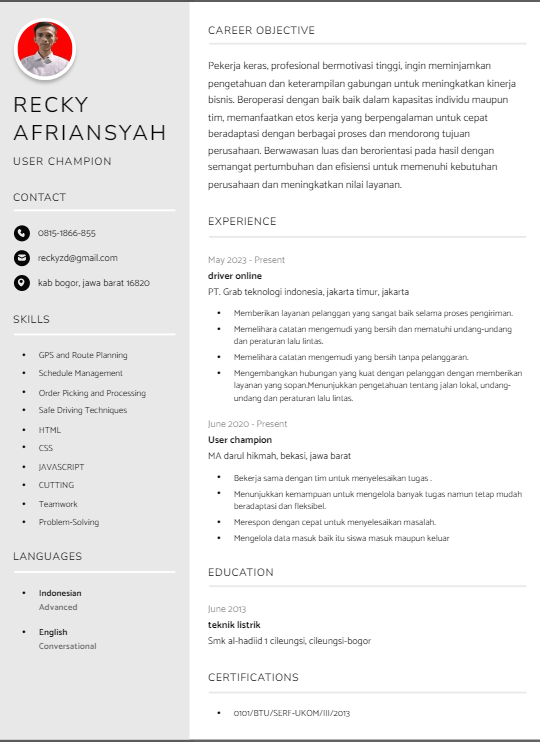 RECKY
AFRIANSYAH
USER CHAMPION
CONTACT
0815-1866-855
reckyzd@gmail.com
kab bogor, jawa barat 16820
SKILLS
• GPS and Route Planning
• Schedule Management
• Order Picking and Processing
• Safe Driving Techniques
• HTML
• CSS
• JAVASCRIPT
• CUTTING
• Teamwork
• Problem-Solving
LANGUAGES
• Indonesian
Advanced
• English
Conversational
CAREER OBJECTIVE
Pekerja keras, profesional bermotivasi tinggi, ingin meminjamkan
pengetahuan dan keterampilan gabungan untuk meningkatkan kinerja
bisnis. Beroperasi dengan baik baik dalam kapasitas individu maupun
tim, memanfaatkan etos kerja yang berpengalaman untuk cepat
beradaptasi dengan berbagai proses dan mendorong tujuan
perusahaan. Berwawasan luas dan berorientasi pada hasil dengan
semangat pertumbuhan dan efisiensi untuk memenuhi kebutuhan
perusahaan dan meningkatkan nilai layanan.
EXPERIENCE
May 2023 - Present
driver online
PT. Grab teknologi indonesia, jakarta timur, jakarta
• Memberikan layanan pelanggan yang sangat baik selama proses pengiriman.
• Memelihara catatan mengemudi yang bersih dan mematuhi undang-undang
dan peraturan lalu lintas.
• Memelihara catatan mengemudi yang bersih tanpa pelanggaran.
• Mengembangkan hubungan yang kuat dengan pelanggan dengan memberikan
layanan yang sopan.Menunjukkan pengetahuan tentang jalan lokal, undang-
undang dan peraturan lalu lintas.
June 2020 - Present
User champion
MA darul hikmah, bekasi, jawa barat
• Bekerja sama dengan tim untuk menyelesaikan tugas .
• Menunjukkan kemampuan untuk mengelola banyak tugas namun tetap mudah
beradaptasi dan fleksibel.
• Merespon dengan cepat untuk menyelesaikan masalah.
• Mengelola data masuk baik itu siswa masuk maupun keluar
EDUCATION
June 2013
teknik listrik
Smk al-hadiid 1 cileungsi, cileungsi-bogor
CERTIFICATIONS
• 0101/BTU/SERF-UKOM/III/2013